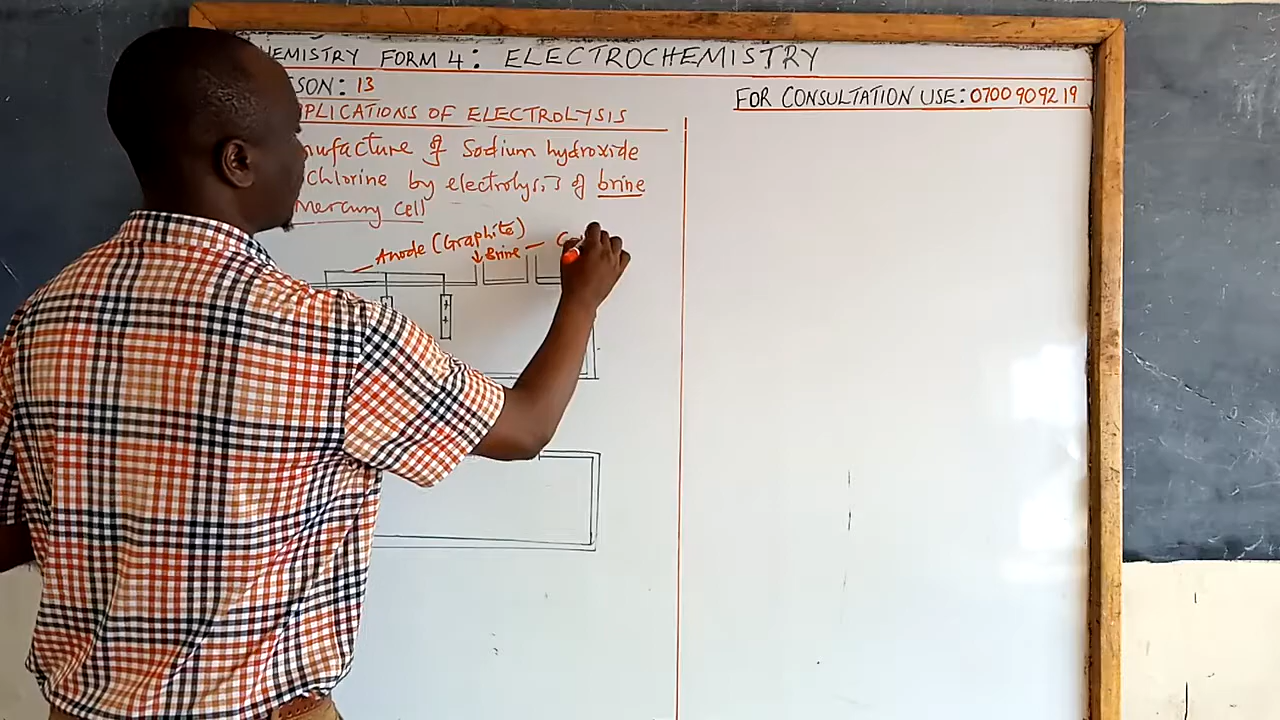 HEMISTRY FORM 4: ELECTROCHEMISTRY
SON: 13
FOR CONSULTATION USE: 0700 909219
PLICATIONS OF ELECTROLYSIS
nufacture of Sodium hydroxide
Chlorine by electrolysis of brine
Mercury cell
Anode (Graphite)
↓ Brine
+
+